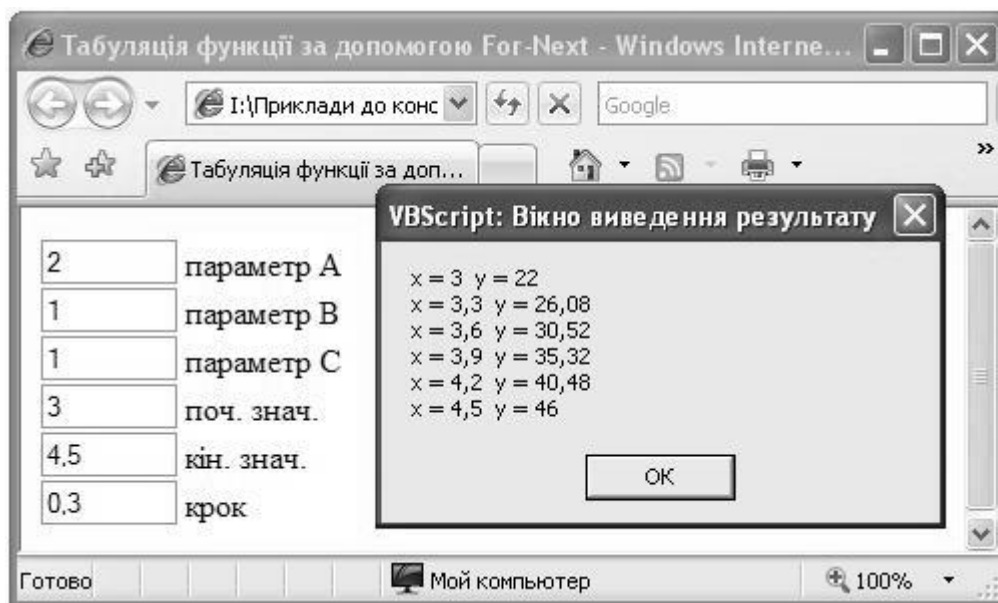 Табуляція функції за допомогою For-Next - Windows Interne...
I:\Приклади до конс
Google
Табуляція функції за доп...
»
VBScript: Вікно виведення результату
x = 3 y = 22
x = 3,3 y = 26,08
x = 3,6 y = 30,52
x = 3,9 y = 35,32
x = 4,2 y = 40,48
x = 4,5 y = 46
OK
2 параметр А
1 параметр В
1 параметр С
3 поч. знач.
4,5 кін. знач.
0,3 крок
Готово
Мой компьютер
100%